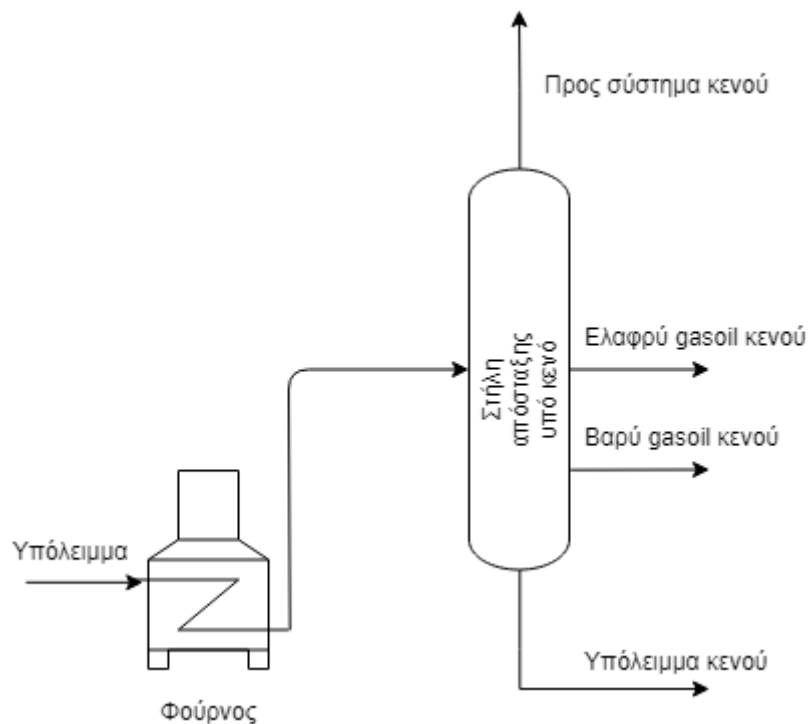 Προς σύστημα κενού
Ελαφρύ gasoil κενού
Στήλη
απόσταξης
υπό κενό
Βαρύ gasoil κενού
Υπόλειμμα
Υπόλειμμα κενού
Φούρνος